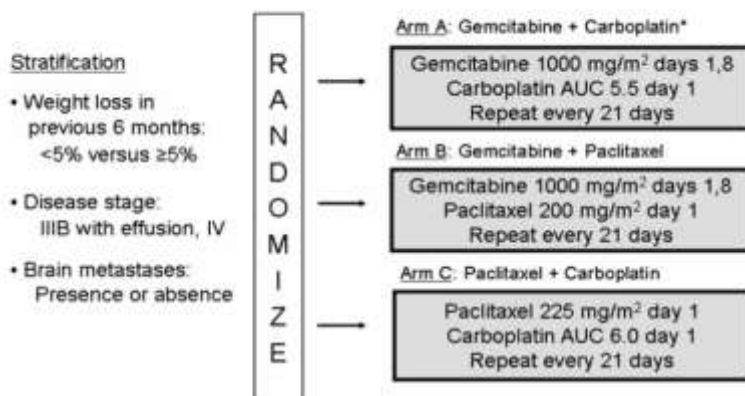 Stratification
• Weight loss in
previous 6 months:
<5% versus ≥5%
• Disease stage:
IIIB with effusion, IV
• Brain metastases:
Presence or absence
R
A
N
D
O
M
I
Z
E
Arm A: Gemcitabine + Carboplatin*
Gemcitabine 1000 mg/m² days 1,8
Carboplatin AUC 5.5 day 1
Repeat every 21 days
Arm B: Gemcitabine + Paclitaxel
Gemcitabine 1000 mg/m² days 1,8
Paclitaxel 200 mg/m² day 1
Repeat every 21 days
Arm C: Paclitaxel + Carboplatin
Paclitaxel 225 mg/m² day 1
Carboplatin AUC 6.0 day 1
Repeat every 21 days